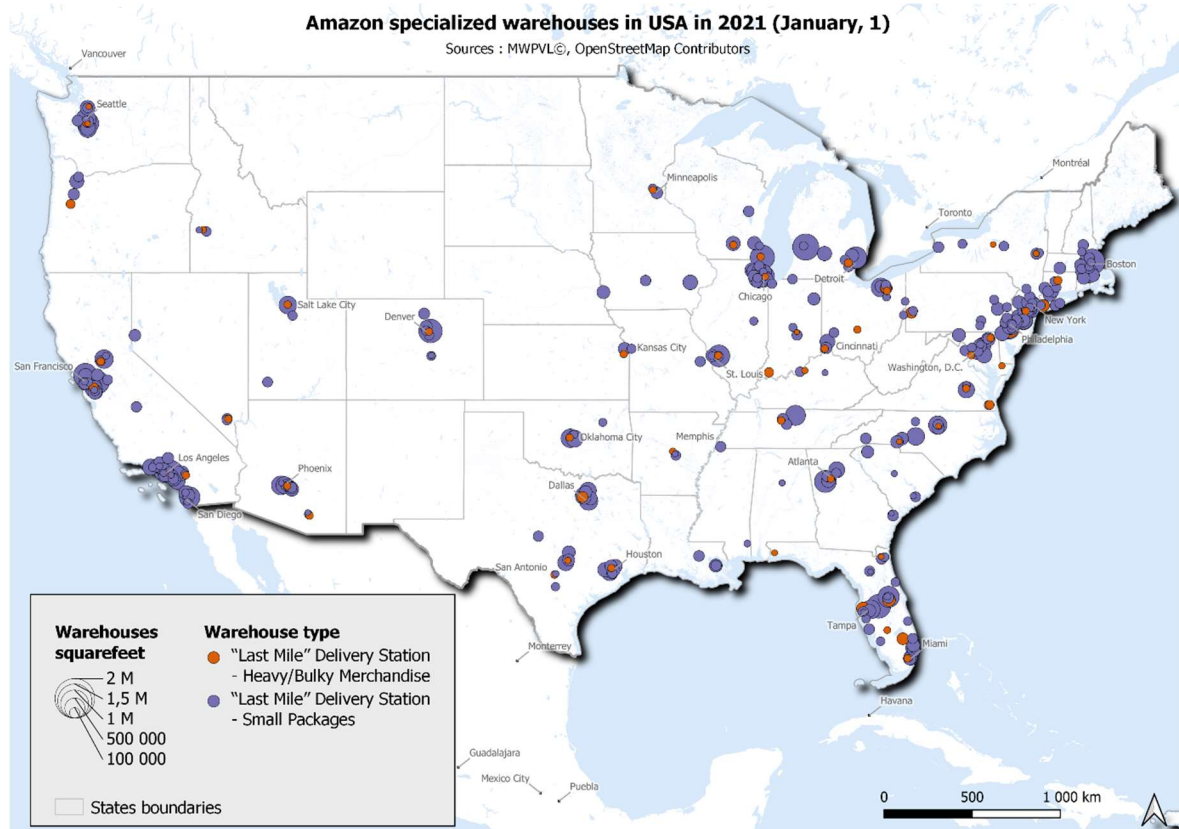 Amazon specialized warehouses in USA in 2021 (January, 1)
Sources : MWPVL©, OpenStreetMap Contributors
Vancouver
Seattle
Minneapolis
Montréal
Toronto
Boston
Detroit
Chicago
Salt Lake City
Denver
New York
Philadelphia
Kansas City
Cincinnati
San Francisco
St. Louis
Washington, D.C.
Oklahoma City
Memphis
Los Angeles
Phoenix
Atlanta
Dallas
San Diego
Houston
San Antonio
Tampa
Miami
Monterrey
Havana
Guadalajara
Mexico City
Puebla
Warehouses
squarefeet
2 M
1,5 M
1 M
500 000
100 000
Warehouse type
“Last Mile” Delivery Station
- Heavy/Bulky Merchandise
“Last Mile” Delivery Station
- Small Packages
States boundaries
0 500 1 000 km